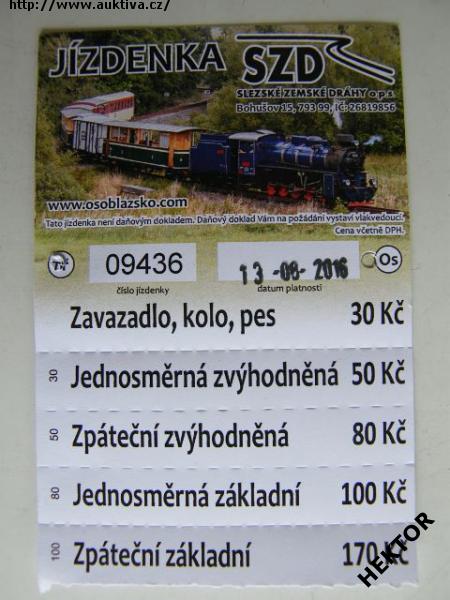 http://www.auktiva.cz/
JÍZDENKA SZD
SLEZSKÉ ZEMSKÉ DRÁHY o.p.s.
Bohušov 15, 793 99, IČ:26819856
www.osoblazsko.com
Tato jízdenka není daňovým dokladem. Daňový doklad Vám na požádání vystaví vlakvedoucí.
Cena včetně DPH.
09436 13 -08- 2016 Os
číslo jízdenky datum platnosti
Zavazadlo, kolo, pes 30 Kč
30 Jednosměrná zvýhodněná 50 Kč
50 Zpáteční zvýhodněná 80 Kč
80 Jednosměrná základní 100 Kč
100 Zpáteční základní 170 Kč
HEKTOR